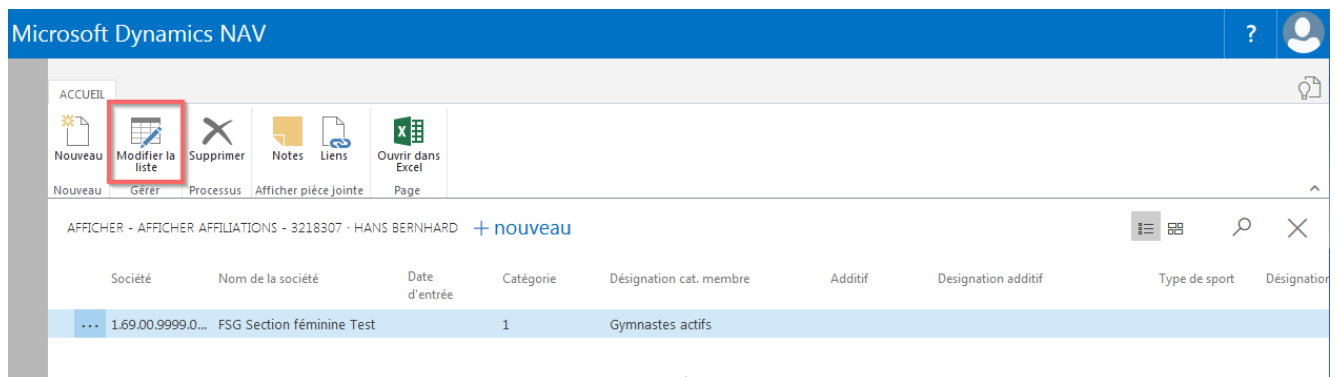 Microsoft Dynamics NAV ?
ACCUEIL
Nouveau Modifier la liste Supprimer Notes Liens Ouvrir dans Excel
Nouveau Gérer Processus Afficher pièce jointe Page
AFFICHER - AFFICHER AFFILIATIONS - 3218307 · HANS BERNHARD + nouveau
Société Nom de la société Date d'entrée Catégorie Désignation cat. membre Additif Designation additif Type de sport Désignation
... 1.69.00.9999.0... FSG Section féminine Test 1 Gymnastes actifs